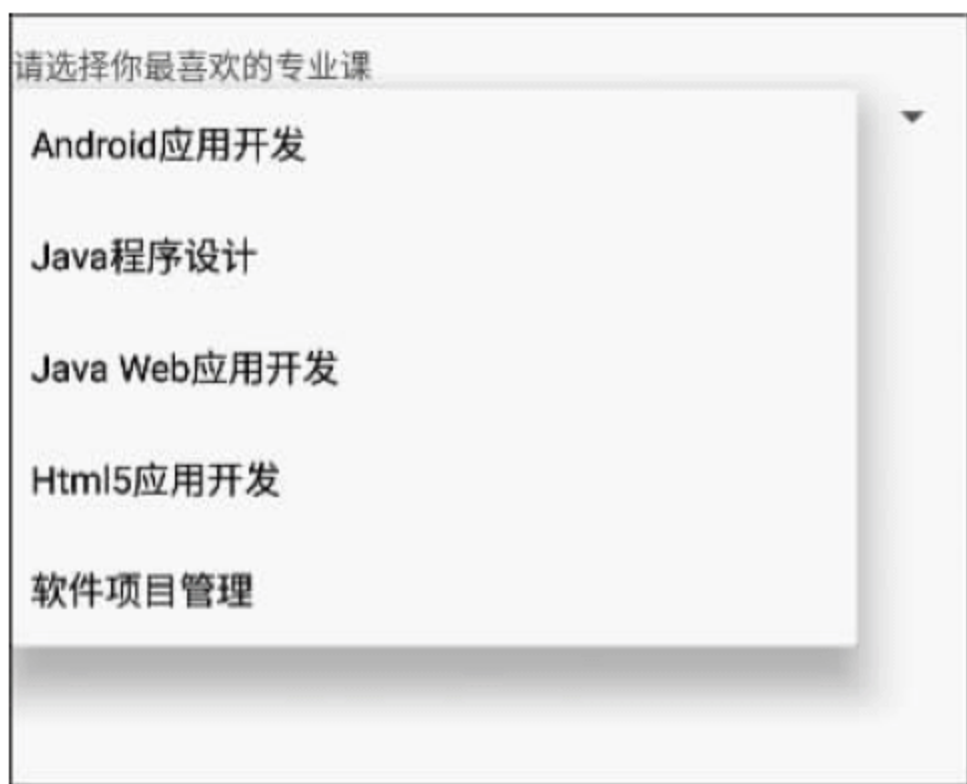 请选择你最喜欢的专业课
Android应用开发
Java程序设计
Java Web应用开发
Html5应用开发
软件项目管理